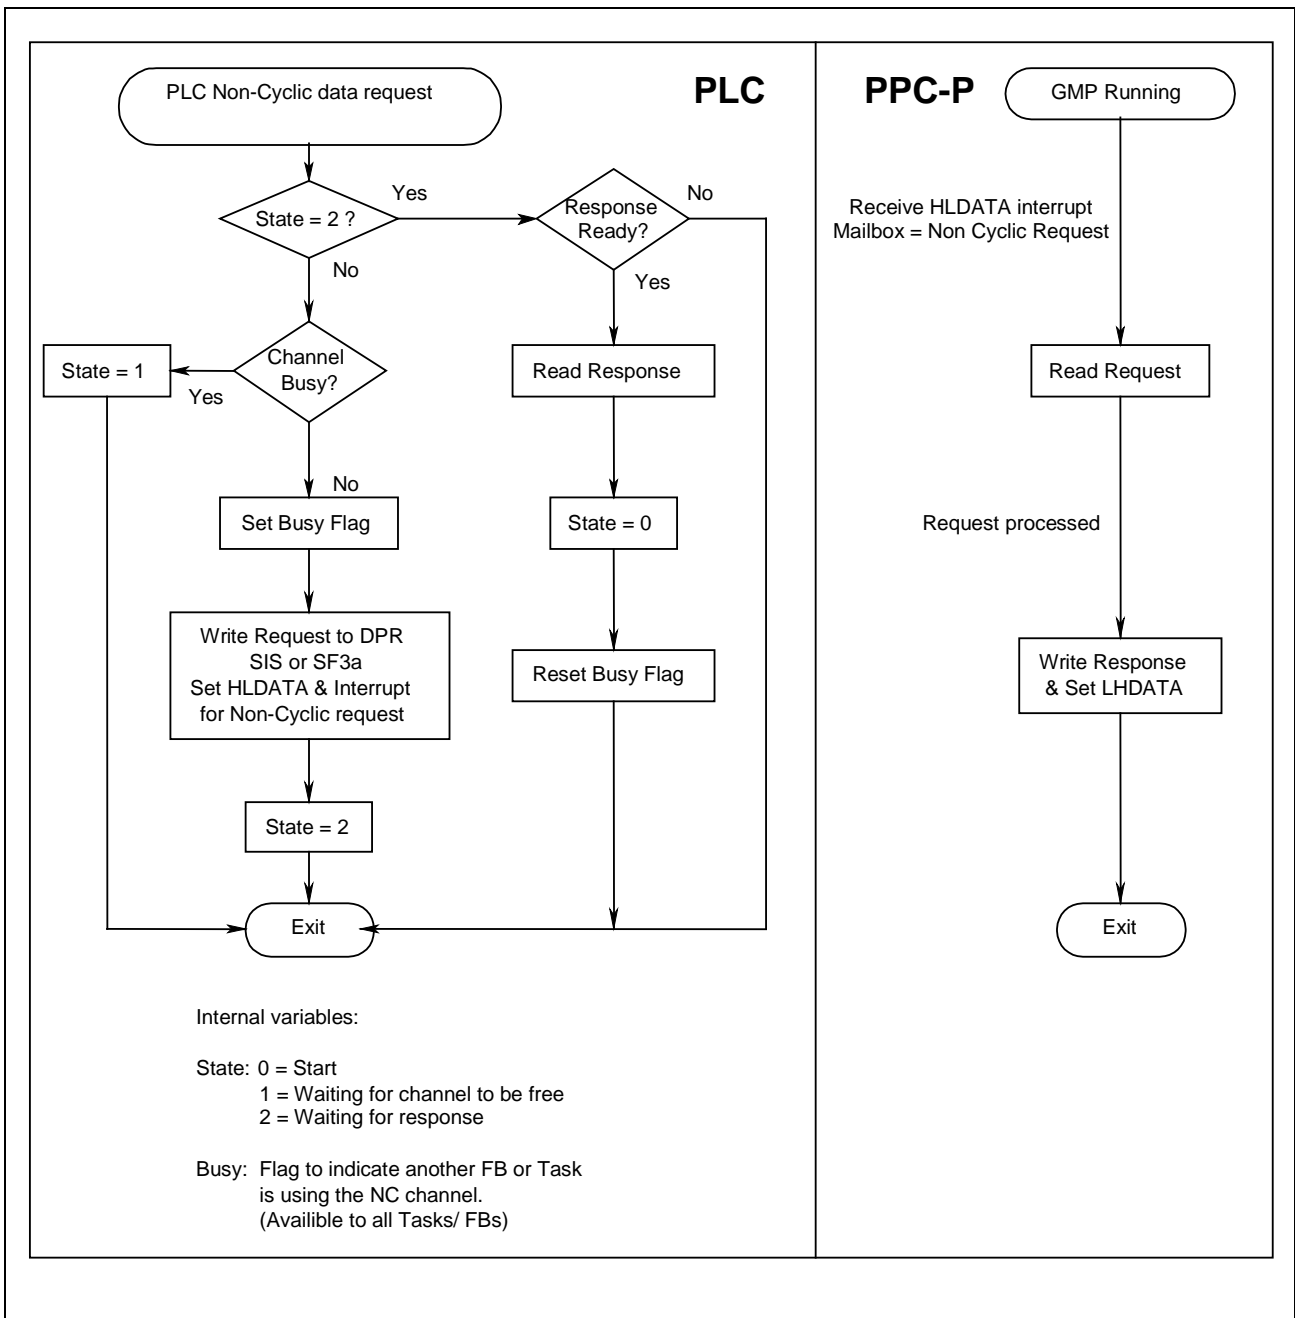 PLC Non-Cyclic data request
PLC
State = 2 ?
Yes
No
Response
Ready?
No
Yes
Channel
Busy?
Yes
State = 1
No
Read Response
Set Busy Flag
State = 0
Write Request to DPR
SIS or SF3a
Set HLDATA & Interrupt
for Non-Cyclic request
Reset Busy Flag
State = 2
Exit
Internal variables:
State: 0 = Start
1 = Waiting for channel to be free
2 = Waiting for response
Busy: Flag to indicate another FB or Task
is using the NC channel.
(Availible to all Tasks/ FBs)
PPC-P
GMP Running
Receive HLDATA interrupt
Mailbox = Non Cyclic Request
Read Request
Request processed
Write Response
& Set LHDATA
Exit